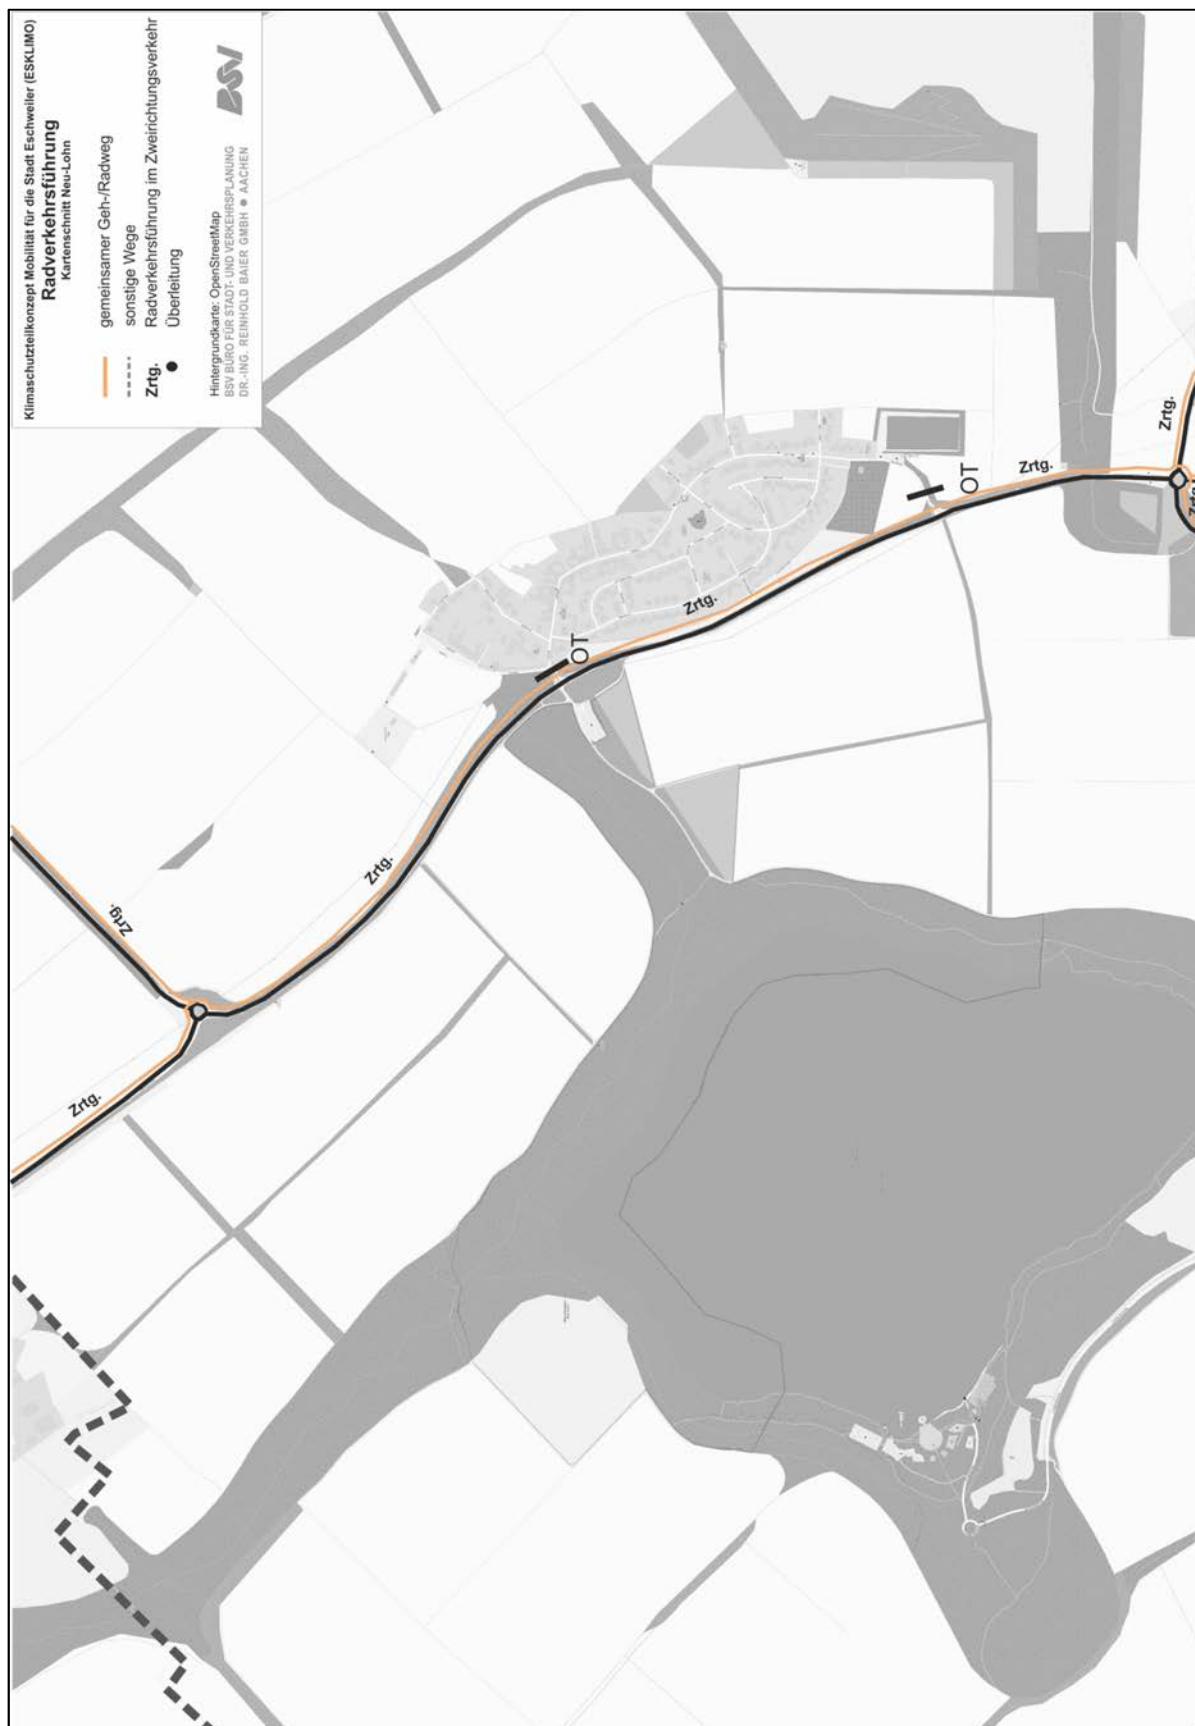 Klimaschutzteilkonzept Mobilität für die Stadt Eschweiler (ESKLIMO)
Radverkehrsführung
Kartenschnitt Neu-Lohn
gemeinsamer Geh-/Radweg
sonstige Wege
Zrtg. Radverkehrsführung im Zweirichtungsverkehr
Überleitung
Hintergrundkarte: OpenStreetMap
BSV BÜRO FÜR STADT- UND VERKEHRSPLANUNG
DR.-ING. REINHOLD BAIER GMBH ● AACHEN
BSV
Zrtg.
Zrtg.
Zrtg.
OT
Zrtg.
OT
Zrtg.
Zrtg.
Zrtg.